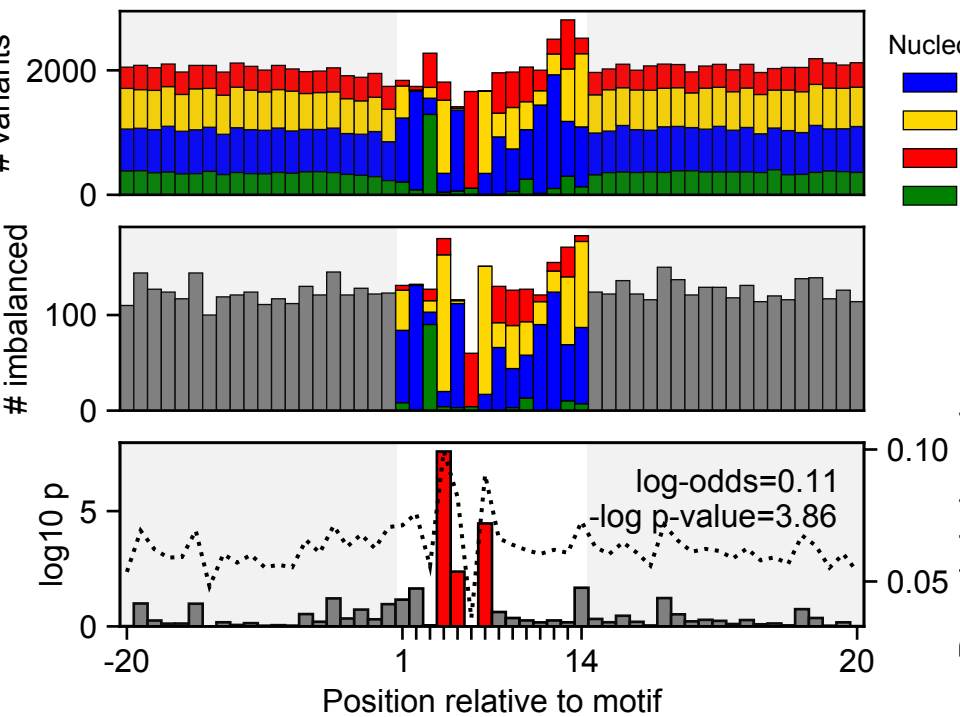 # variants
2000
0
Nucleo
# imbalanced
100
0
log10 p
5
0
log-odds=0.11
-log p-value=3.86
0.10
0.05
-20
1
14
20
Position relative to motif